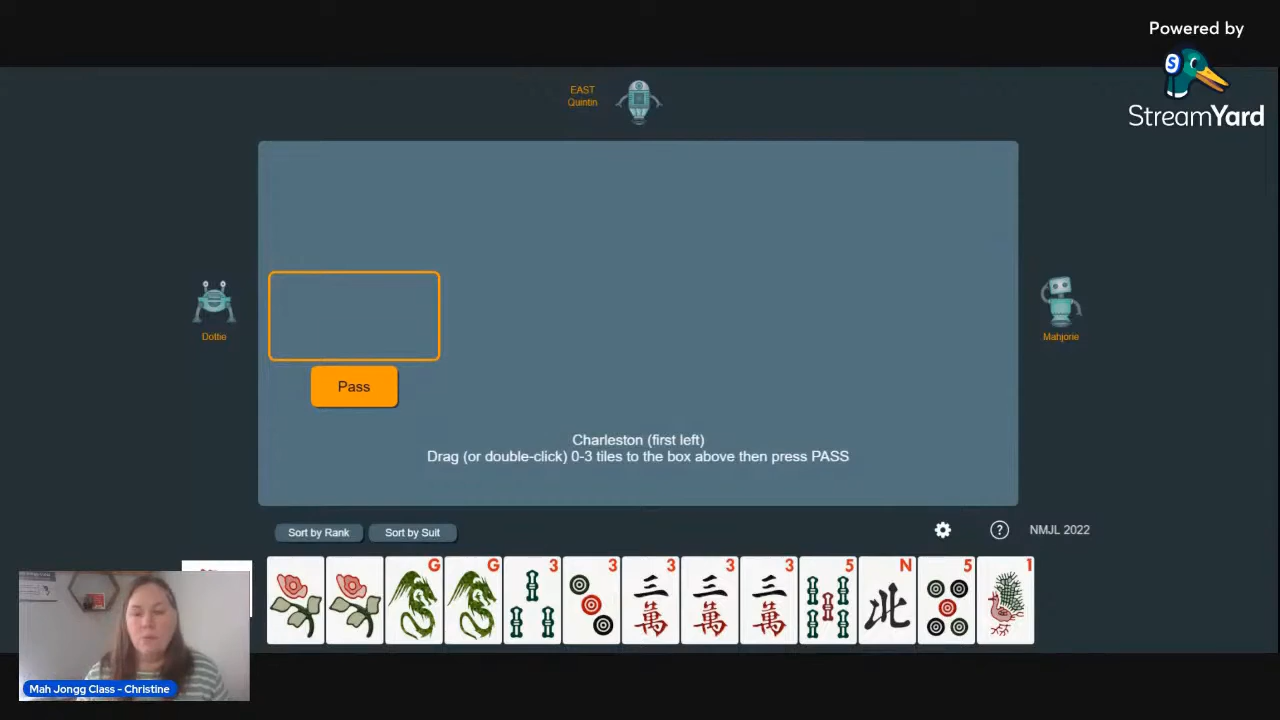 Powered by
S
StreamYard
EAST
Quintin
Dottie
Mahjorie
Pass
Charleston (first left)
Drag (or double-click) 0-3 tiles to the box above then press PASS
Sort by Rank
Sort by Suit
?
NMJL 2022
G
G
3
3
3
3
3
5
N
5
1
三
萬
三
萬
三
萬
北
Mah Jongg Class - Christine